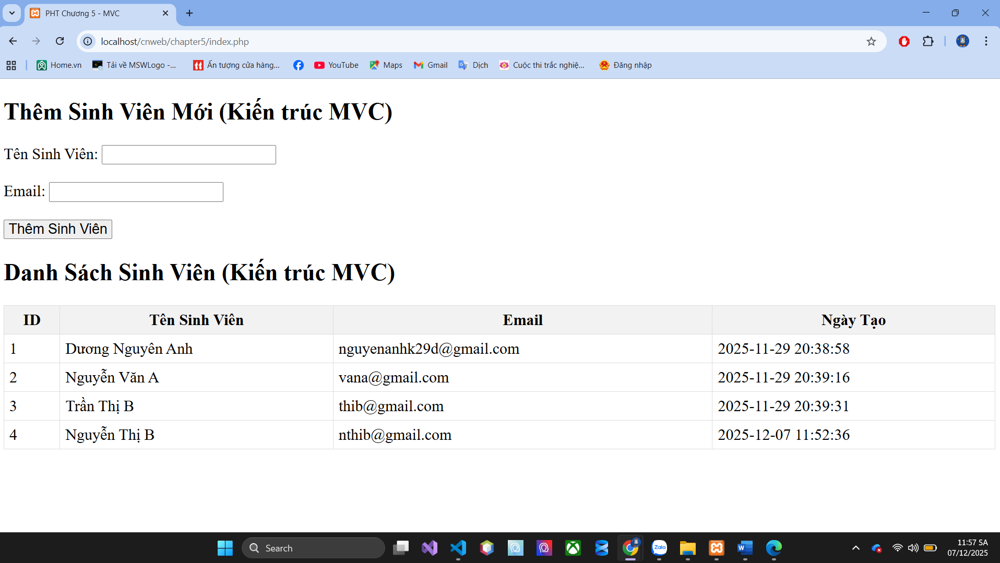 PHT Chương 5 - MVC
localhost/cnweb/chapter5/index.php
Home.vn Tải về MSWLogo -... Ấn tượng cửa hàng... YouTube Maps Gmail Dịch Cuộc thi trắc nghiệ... Đăng nhập
Thêm Sinh Viên Mới (Kiến trúc MVC)
Tên Sinh Viên:
Email:
Thêm Sinh Viên
Danh Sách Sinh Viên (Kiến trúc MVC)
ID Tên Sinh Viên Email Ngày Tạo
1 Dương Nguyên Anh nguyenanhk29d@gmail.com 2025-11-29 20:38:58
2 Nguyễn Văn A vana@gmail.com 2025-11-29 20:39:16
3 Trần Thị B thib@gmail.com 2025-11-29 20:39:31
4 Nguyễn Thị B nthib@gmail.com 2025-12-07 11:52:36
Search
Zalo
11:57 SA
07/12/2025